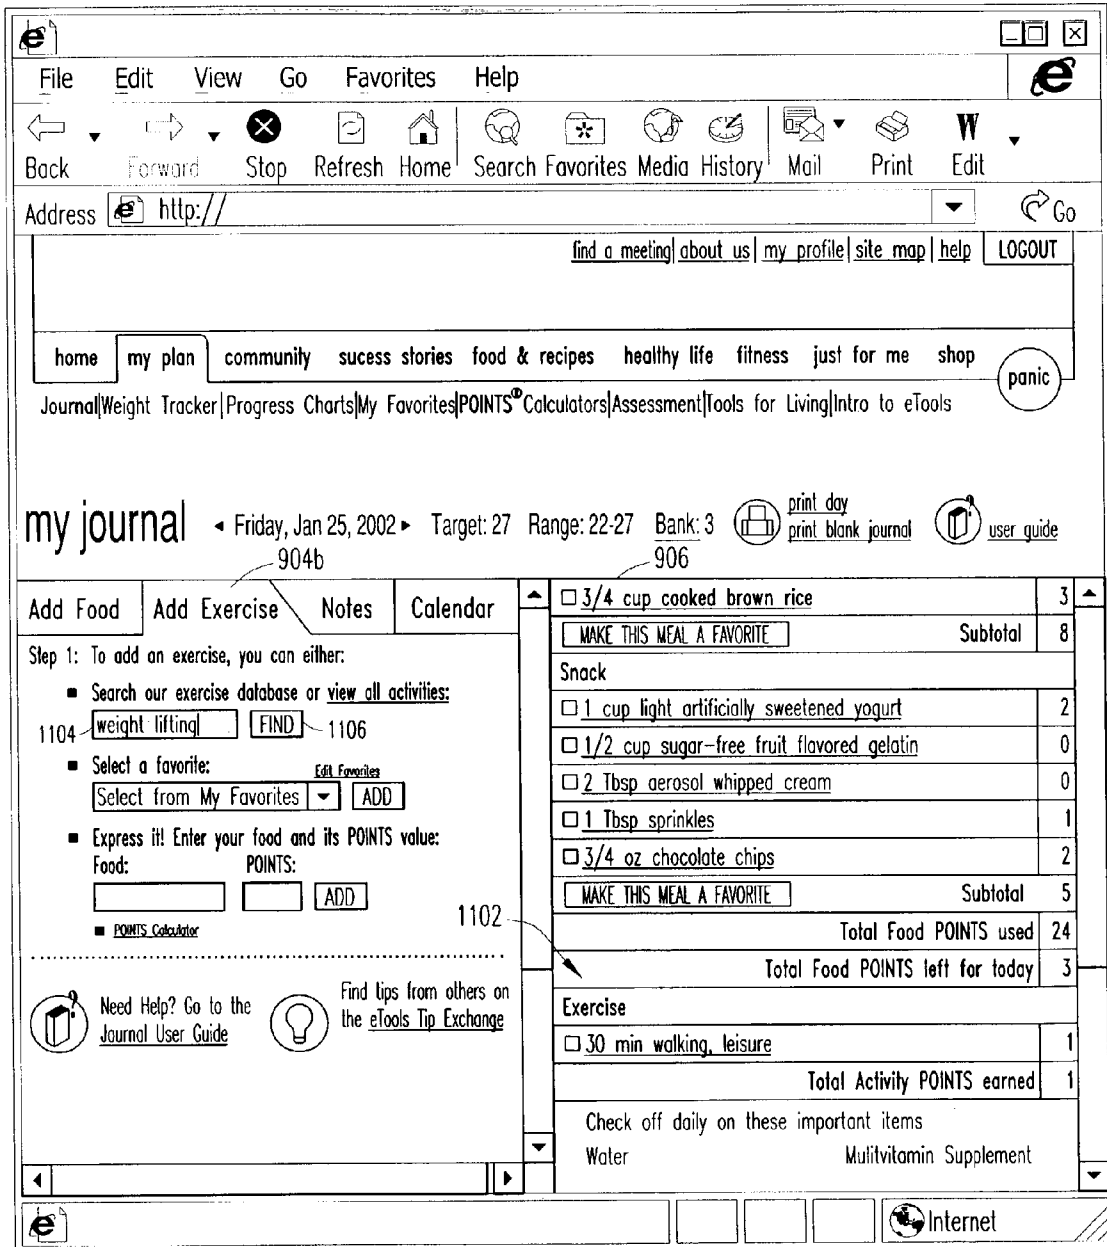 File Edit View Go Favorites Help
Back Forward Stop Refresh Home Search Favorites Media History Mail Print Edit
Address http:// Go
find a meeting| about us| my profile| site map| help LOGOUT
home my plan community sucess stories food & recipes healthy life fitness just for me shop panic
Journal|Weight Tracker|Progress Charts|My Favorites|POINTS® Calculators|Assessment|Tools for Living|Intro to eTools
my journal ◂ Friday, Jan 25, 2002 ▸ Target: 27 Range: 22-27 Bank: 3 print day
print blank journal user guide
904b 906
Add Food Add Exercise Notes Calendar
Step 1: To add an exercise, you can either:
■ Search our exercise database or view all activities:
1104 weight lifting FIND 1106
■ Select a favorite: Edit Favorites
Select from My Favorites ADD
■ Express it! Enter your food and its POINTS value:
Food: POINTS:
ADD
■ POINTS Calculator
Need Help? Go to the
Journal User Guide
Find tips from others on
the eTools Tip Exchange
3/4 cup cooked brown rice 3
MAKE THIS MEAL A FAVORITE Subtotal 8
Snack
1 cup light artificially sweetened yogurt 2
1/2 cup sugar-free fruit flavored gelatin 0
2 Tbsp aerosol whipped cream 0
1 Tbsp sprinkles 1
3/4 oz chocolate chips 2
MAKE THIS MEAL A FAVORITE Subtotal 5
1102
Total Food POINTS used 24
Total Food POINTS left for today 3
Exercise
30 min walking, leisure 1
Total Activity POINTS earned 1
Check off daily on these important items
Water Mulitvitamin Supplement
Internet